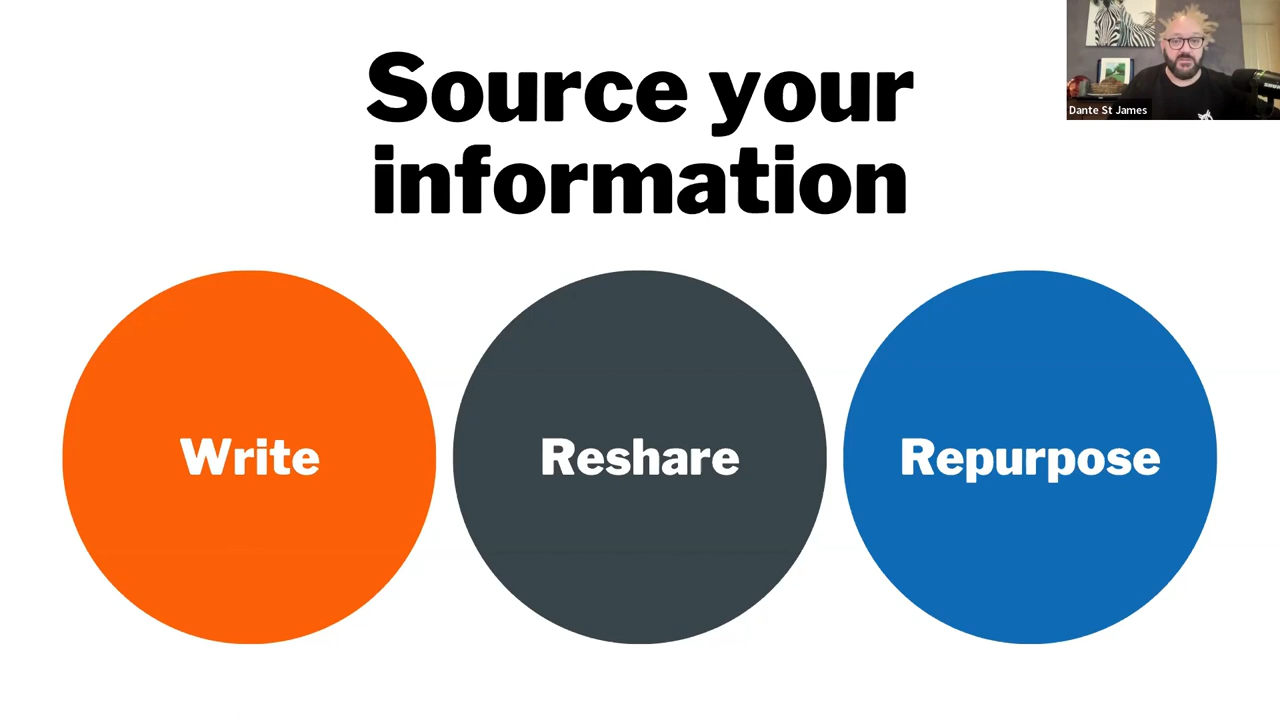 Source your
information
Write
Reshare
Repurpose
Dante St James